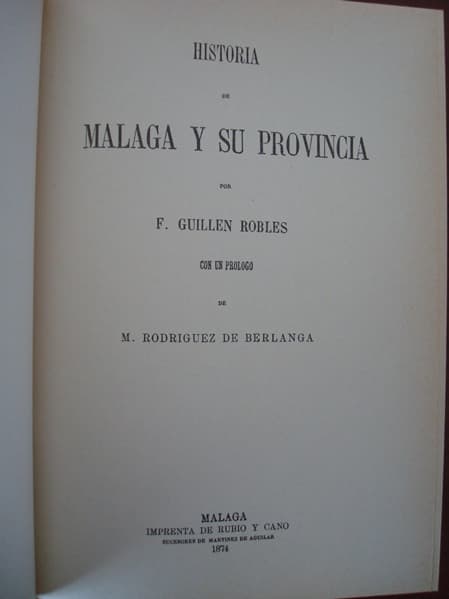 HISTORIA
DE
MALAGA Y SU PROVINCIA
POR
F. GUILLEN ROBLES
CON UN PROLOGO
DE
M. RODRIGUEZ DE BERLANGA
MALAGA
IMPRENTA DE RUBIO Y CANO
SUCESORES DE MARTINEZ DE AGUILAR
1874